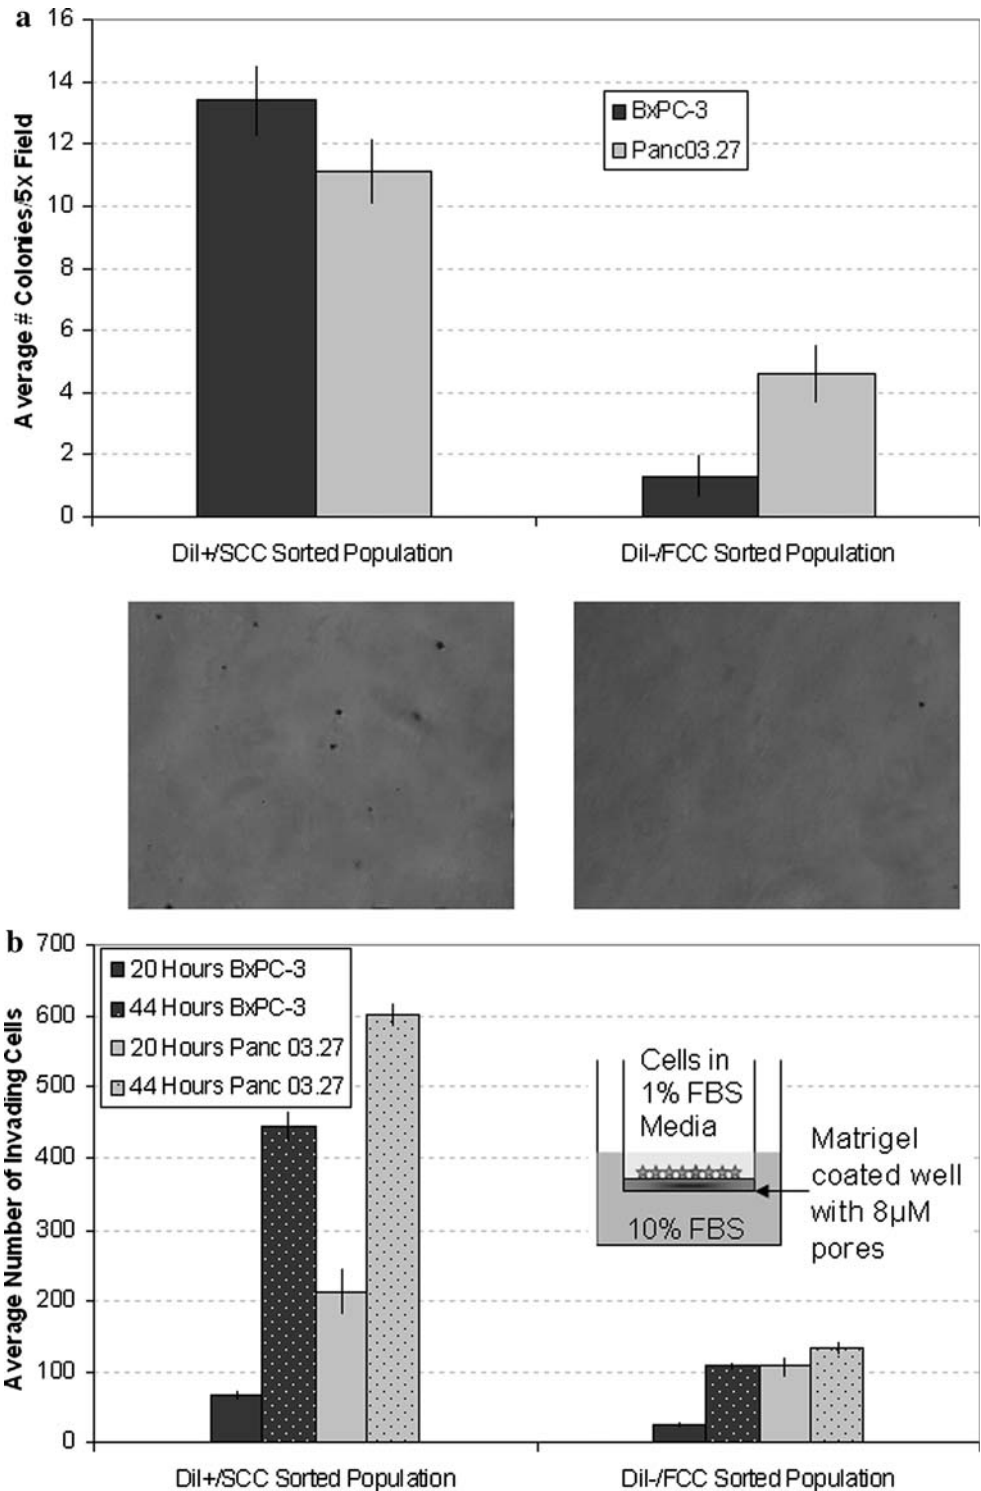 a
16
14
12
10
8
6
4
2
0
Average # Colonies/5x Field
BxPC-3
Panc03.27
DiI+/SCC Sorted Population
DiI-/FCC Sorted Population
b
700
600
500
400
300
200
100
0
Average Number of Invading Cells
20 Hours BxPC-3
44 Hours BxPC-3
20 Hours Panc 03.27
44 Hours Panc 03.27
Cells in
1% FBS
Media
10% FBS
Matrigel
coated well
with 8µM
pores
DiI+/SCC Sorted Population
DiI-/FCC Sorted Population